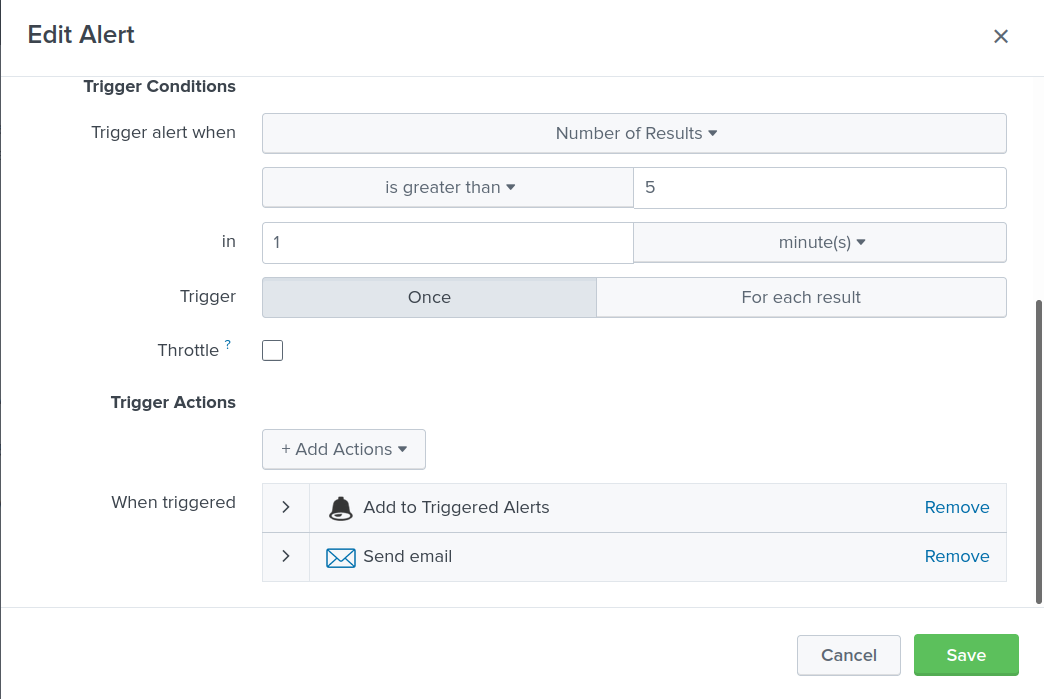 Edit Alert
Trigger Conditions
Trigger alert when
Number of Results
is greater than
5
in
1
minute(s)
Trigger
Once
For each result
Throttle ?
Trigger Actions
+ Add Actions
When triggered
Add to Triggered Alerts
Remove
Send email
Remove
Cancel
Save